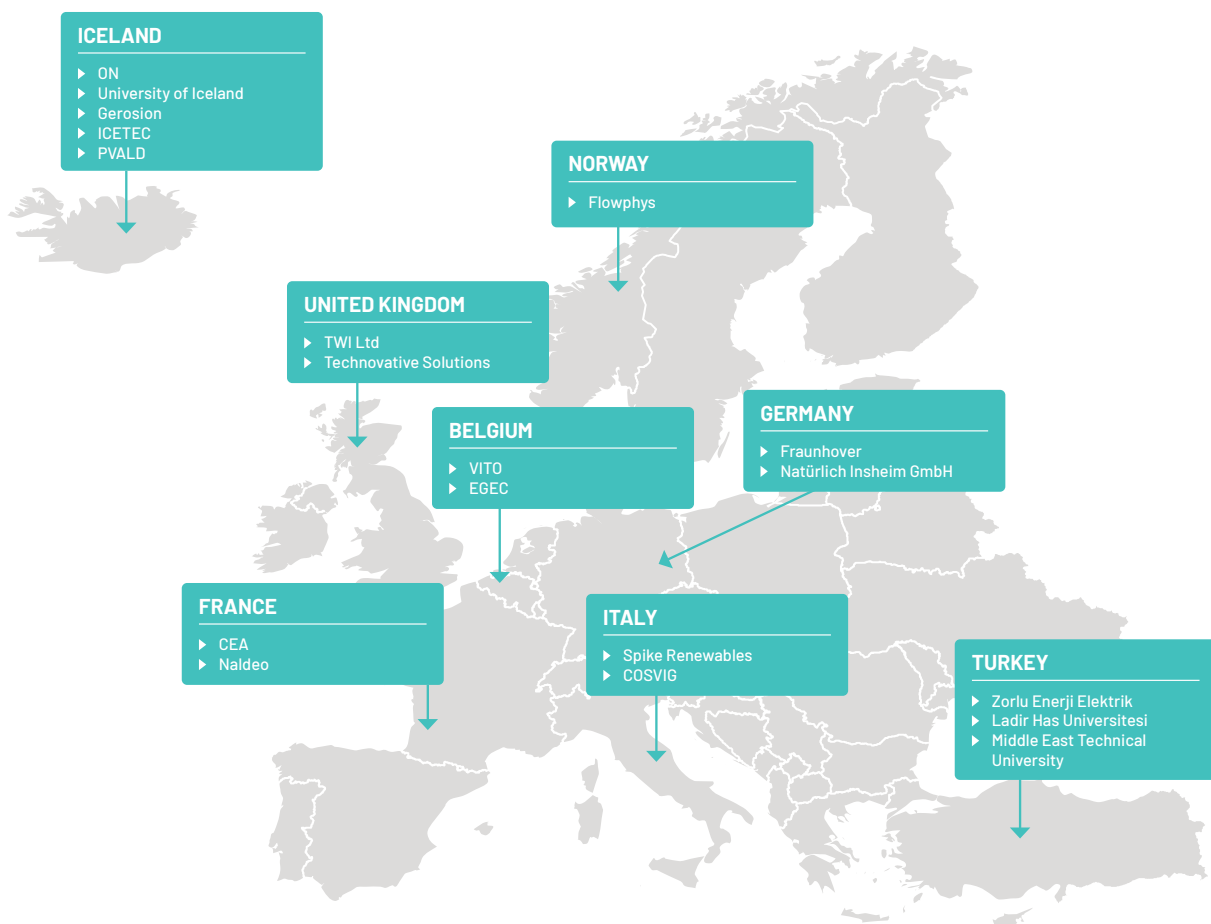 ICELAND
ON
University of Iceland
Gerosion
ICETEC
PVALD
NORWAY
Flowphys
UNITED KINGDOM
TWI Ltd
Technovative Solutions
BELGIUM
VITO
EGEC
GERMANY
Fraunhover
Natürlich Insheim GmbH
FRANCE
CEA
Naldeo
ITALY
Spike Renewables
COSVIG
TURKEY
Zorlu Enerji Elektrik
Ladir Has Universitesi
Middle East Technical
University